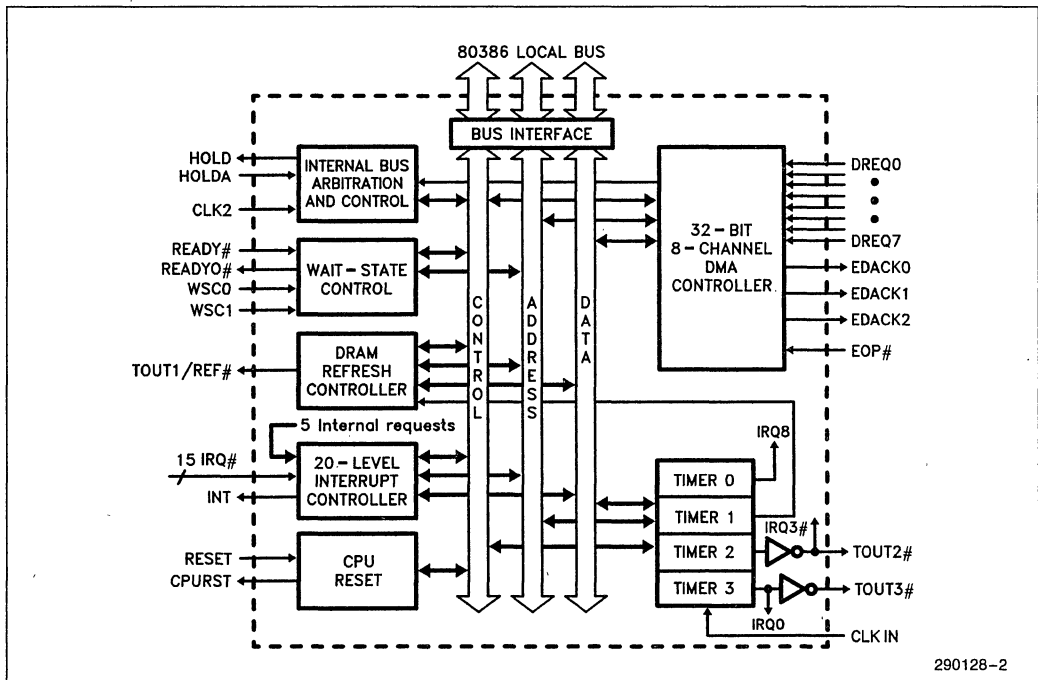 80386 LOCAL BUS
BUS INTERFACE
HOLD
HOLDA
CLK2
INTERNAL BUS
ARBITRATION
AND CONTROL
READY#
READYO#
WSC0
WSC1
WAIT-STATE
CONTROL
TOUT1/REF#
DRAM
REFRESH
CONTROLLER
5 Internal requests
15 IRQ#
INT
20-LEVEL
INTERRUPT
CONTROLLER
RESET
CPURST
CPU
RESET
CONTROL
ADDRESS
DATA
32-BIT
8-CHANNEL
DMA
CONTROLLER
DREQ0
DREQ7
EDACK0
EDACK1
EDACK2
EOP#
IRQ8
TIMER 0
TIMER 1
TIMER 2
TIMER 3
IRQ3#
TOUT2#
TOUT3#
IRQ0
CLK IN
290128-2